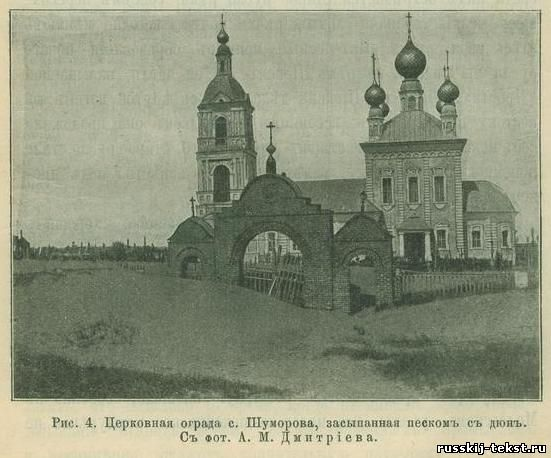 Рис. 4. Церковная ограда с. Шуморова, засыпанная пескомъ съ дюнъ.
Съ фот. А. М. Дмитріева.
russkij-tekst.ru